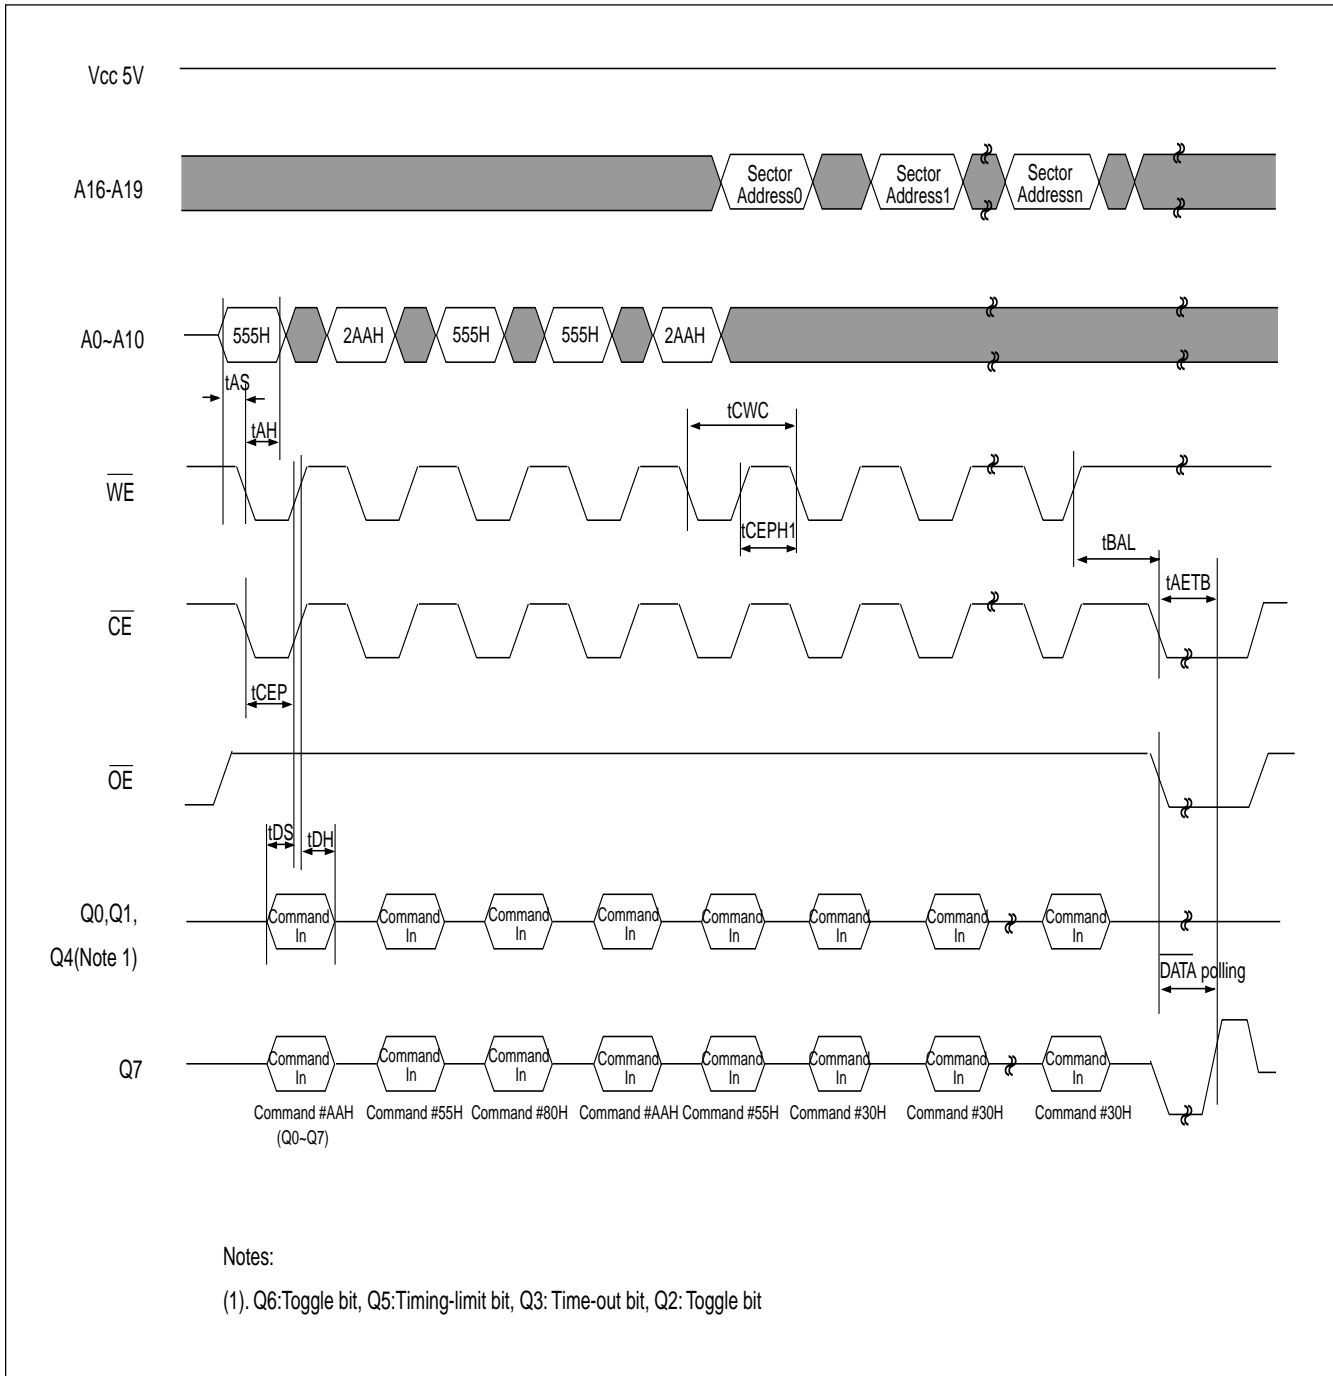 Vcc 5V
A16-A19
Sector
Address0
Sector
Address1
Sector
Addressn
A0~A10
555H
2AAH
555H
555H
2AAH
tAS
tAH
tCWC
WE
tCEPH1
tBAL
tAETB
CE
tCEP
OE
tDS
tDH
Q0,Q1,
Q4(Note 1)
Command
In
Command
In
Command
In
Command
In
Command
In
Command
In
Command
In
Command
In
DATA polling
Q7
Command
In
Command
In
Command
In
Command
In
Command
In
Command
In
Command
In
Command
In
Command #AAH
(Q0~Q7)
Command #55H
Command #80H
Command #AAH
Command #55H
Command #30H
Command #30H
Command #30H
Notes:
(1). Q6:Toggle bit, Q5:Timing-limit bit, Q3: Time-out bit, Q2: Toggle bit